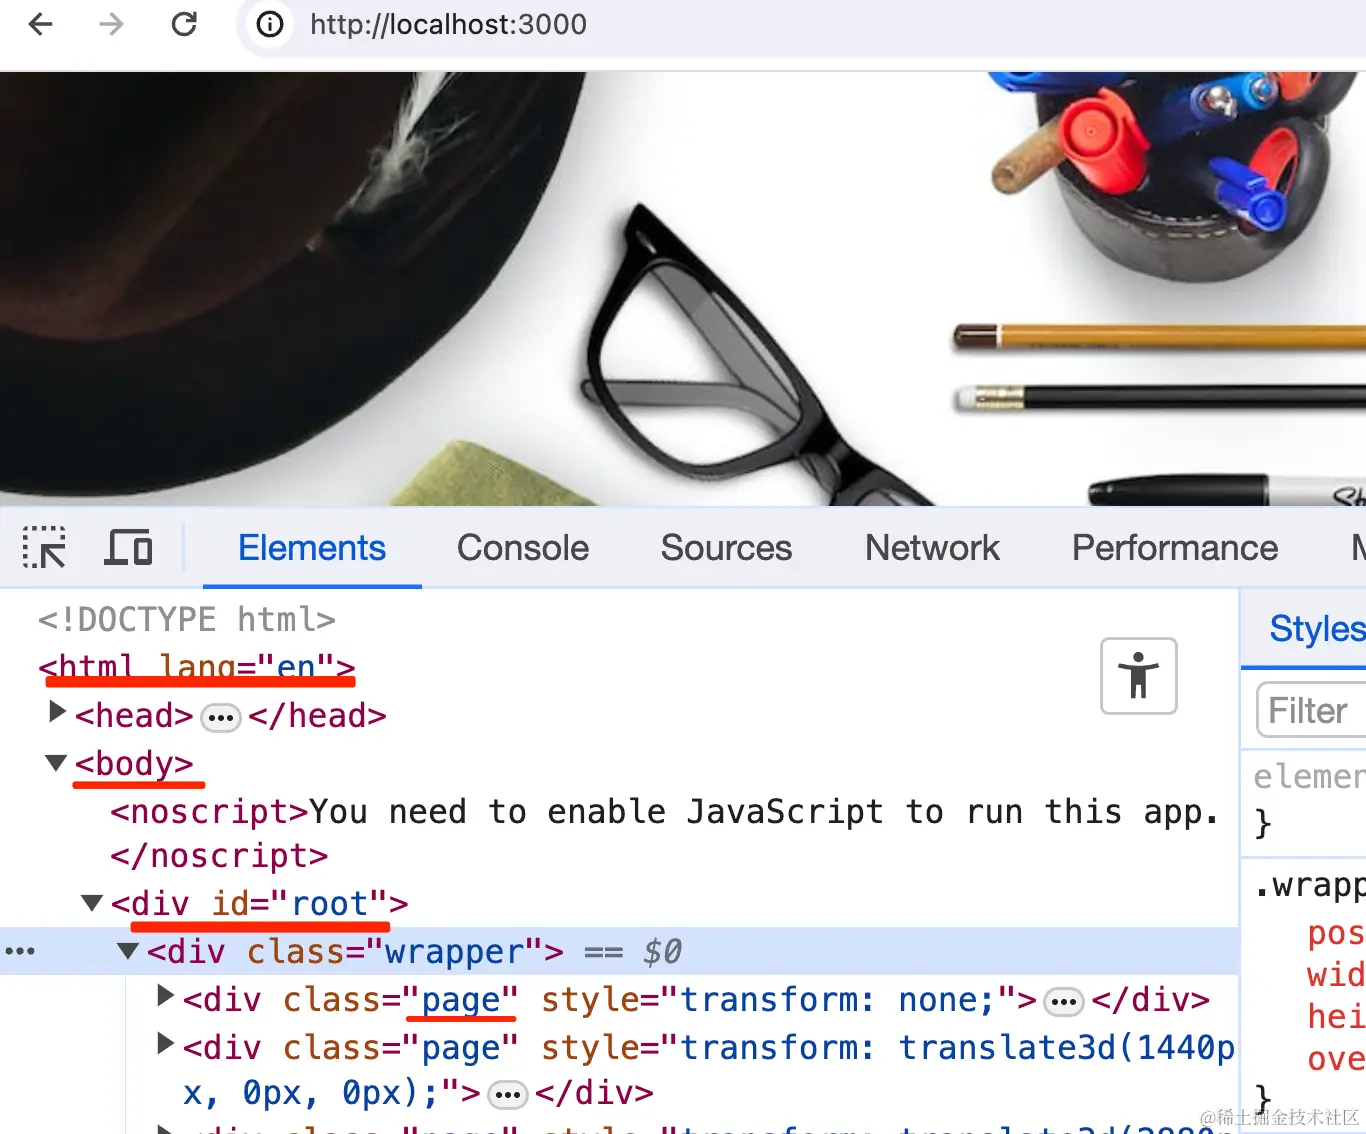 http://localhost:3000
Elements Console Sources Network Performance
<!DOCTYPE html>
<html lang="en">
<head> ••• </head>
<body>
<noscript>You need to enable JavaScript to run this app.
</noscript>
<div id="root">
••• <div class="wrapper"> == $0
<div class="page" style="transform: none;"> ••• </div>
<div class="page" style="transform: translate3d(1440p
x, 0px, 0px);"> ••• </div>
Styles
Filter
elemen
}
.wrapp
pos
wid
hei
ove
}
@稀土掘金技术社区